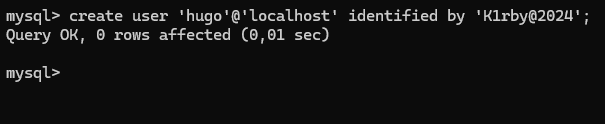 mysql> create user 'hugo'@'localhost' identified by 'K1rby@2024';
Query OK, 0 rows affected (0,01 sec)
mysql>